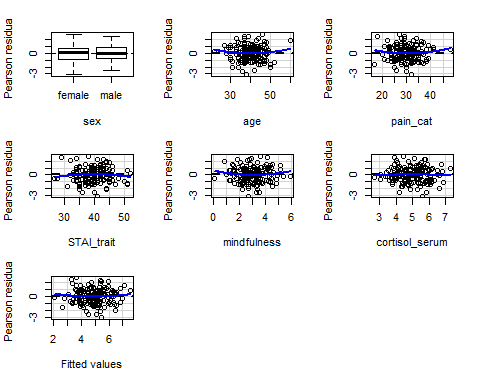 Pearson residua
-3 0
female male
sex
Pearson residua
-3 0
30 50
age
Pearson residua
-3 0
20 30 40
pain_cat
Pearson residua
-3 0
30 40 50
STAI_trait
Pearson residua
-3 0
0 1 2 3 4 5 6
mindfulness
Pearson residua
-3 0
3 4 5 6 7
cortisol_serum
Pearson residua
-3 0
2 4 6
Fitted values